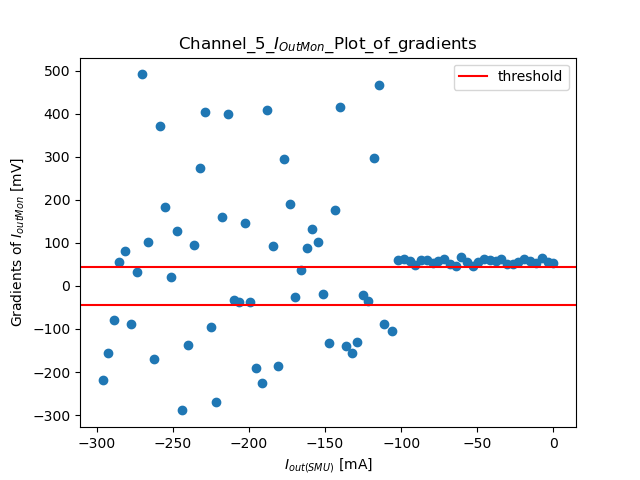 Channel_5_I_OutMon_Plot_of_gradients
threshold
500
400
300
200
100
0
−100
−200
−300
Gradients of I_outMon [mV]
−300 −250 −200 −150 −100 −50 0
I_out(SMU) [mA]